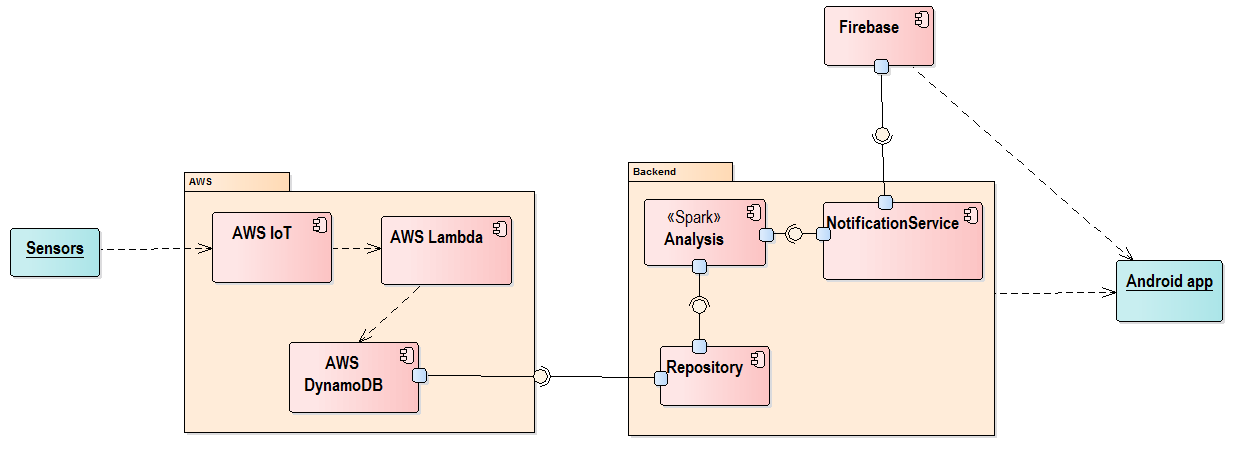 Firebase
Backend
AWS
«Spark»
Analysis
NotificationService
AWS IoT
AWS Lambda
Sensors
Android app
AWS
DynamoDB
Repository